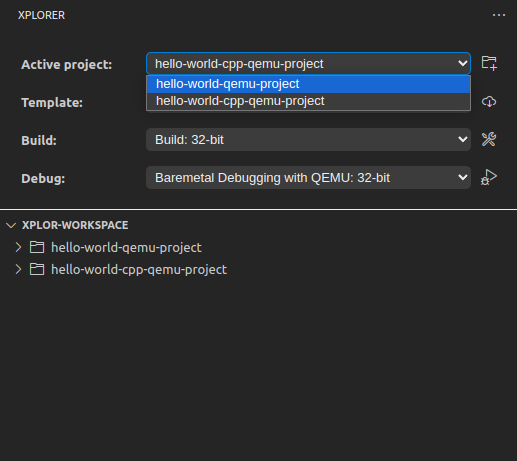 XPLORER
Active project: hello-world-cpp-qemu-project
hello-world-qemu-project
Template: hello-world-cpp-qemu-project
Build: Build: 32-bit
Debug: Baremetal Debugging with QEMU: 32-bit
XPLOR-WORKSPACE
hello-world-qemu-project
hello-world-cpp-qemu-project